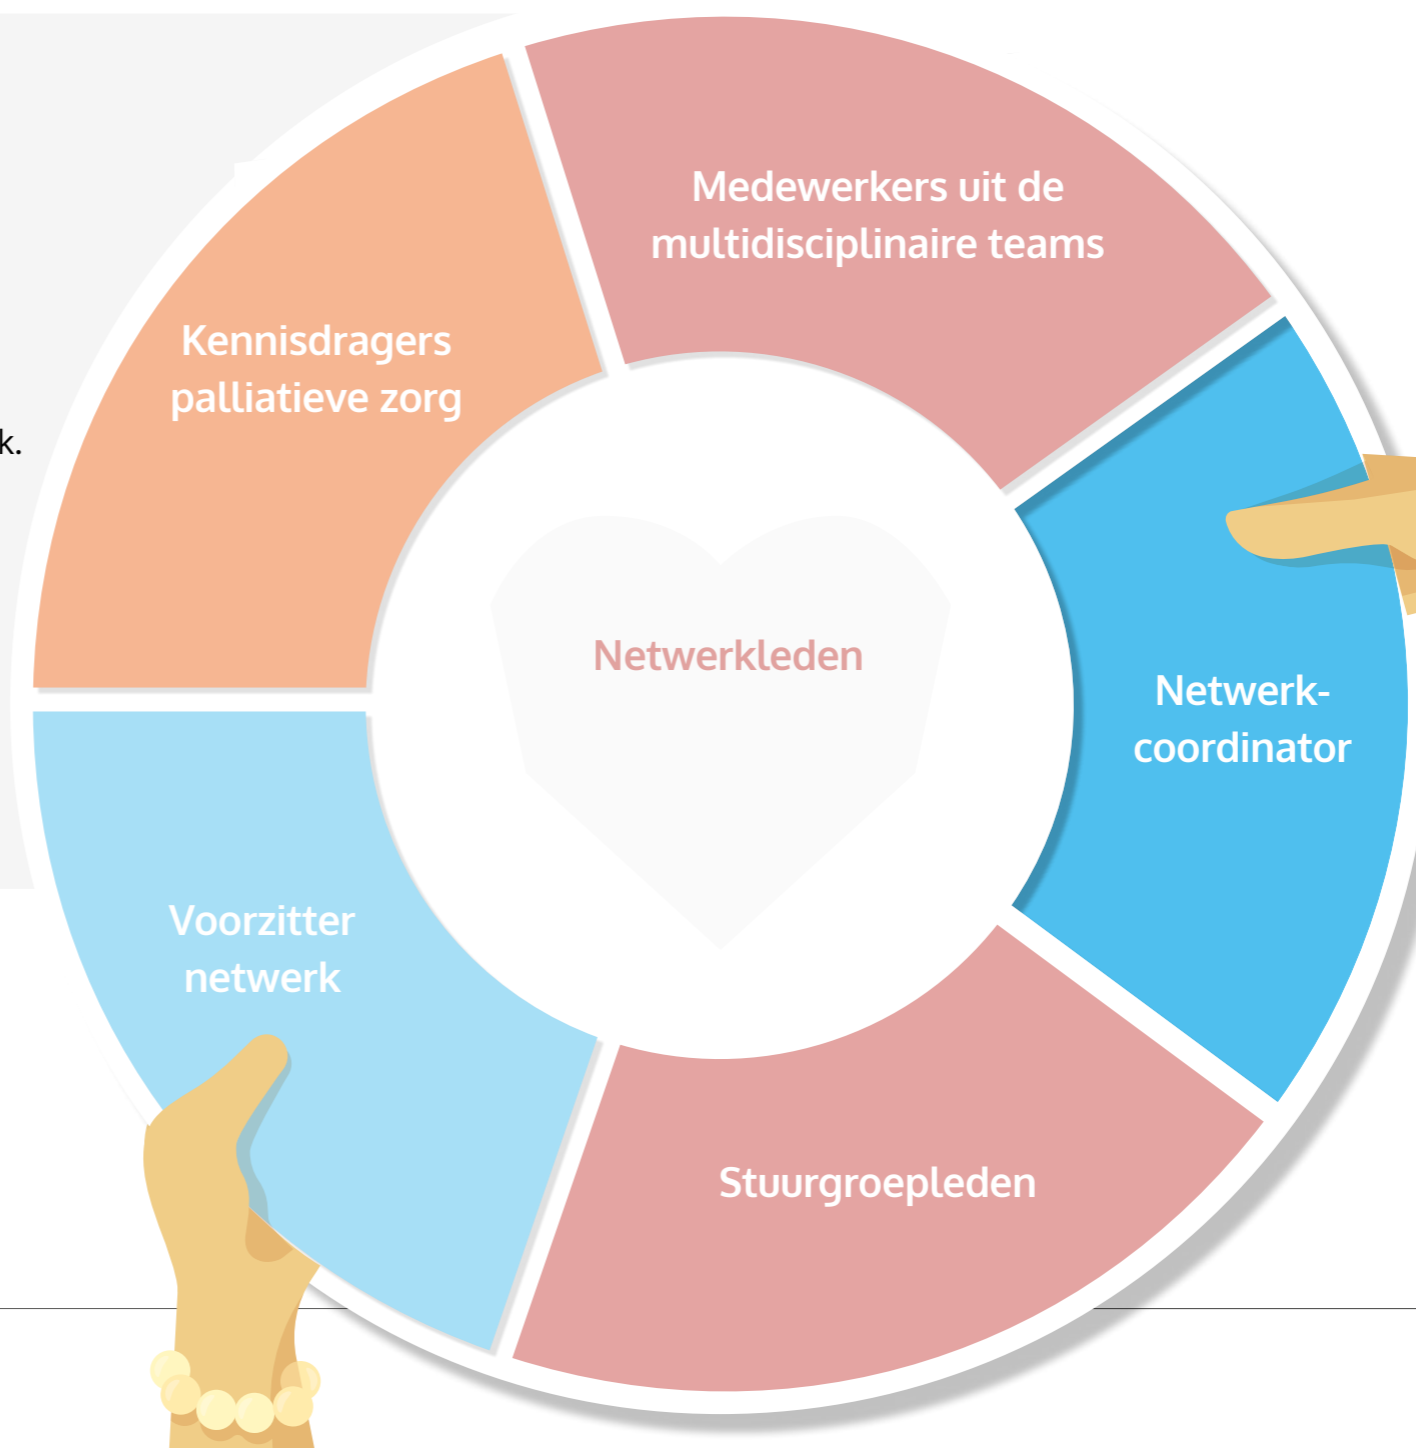 Medewerkers uit de
multidisciplinaire teams
Kennisdragers
palliatieve zorg
k.
Netwerkleden
Netwerk-
coordinator
Voorzitter
netwerk
Stuurgroepleden